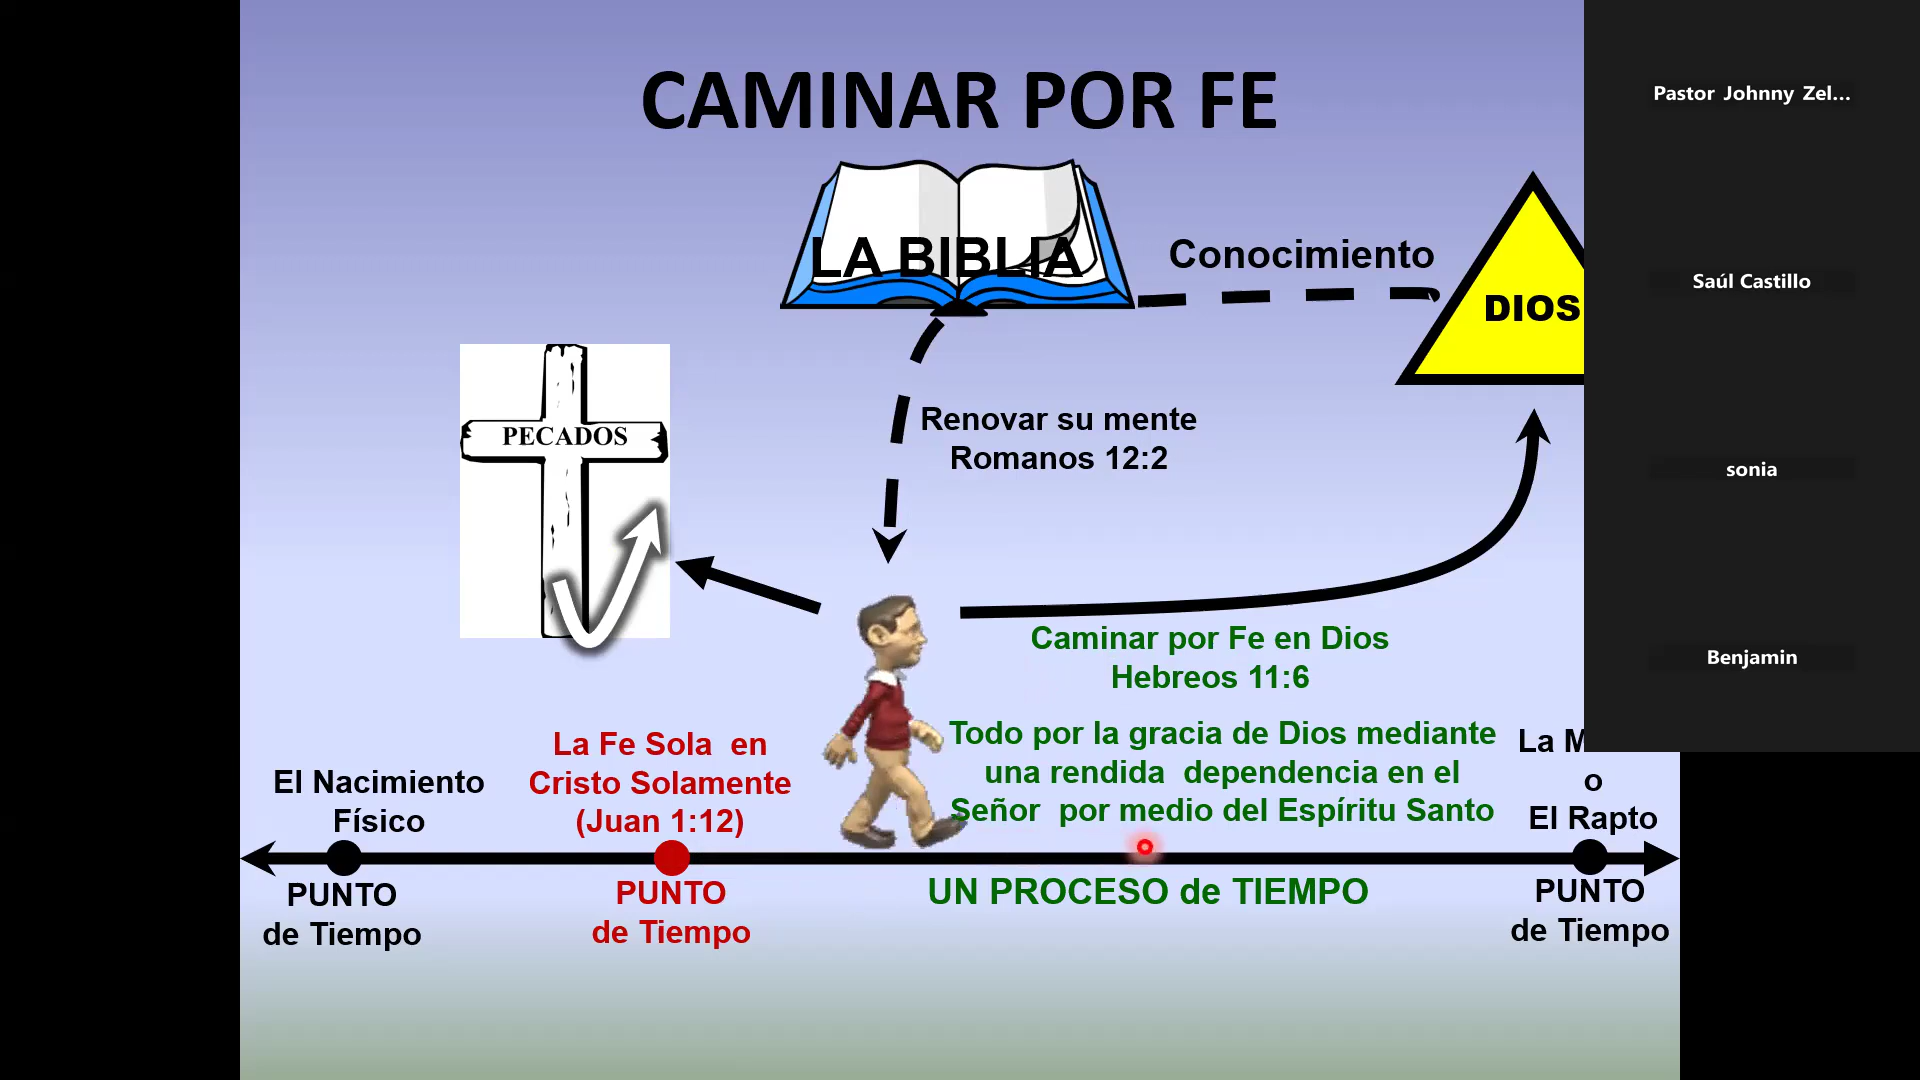 CAMINAR POR FE
LA BIBLIA
Conocimiento
DIOS
PECADOS
Renovar su mente
Romanos 12:2
Caminar por Fe en Dios
Hebreos 11:6
Todo por la gracia de Dios mediante
una rendida dependencia en el
Señor por medio del Espíritu Santo
El Nacimiento
Físico
La Fe Sola en
Cristo Solamente
(Juan 1:12)
La
o
El Rapto
PUNTO
de Tiempo
PUNTO
de Tiempo
UN PROCESO de TIEMPO
PUNTO
de Tiempo
Pastor Johnny Zel...
Saúl Castillo
sonia
Benjamin